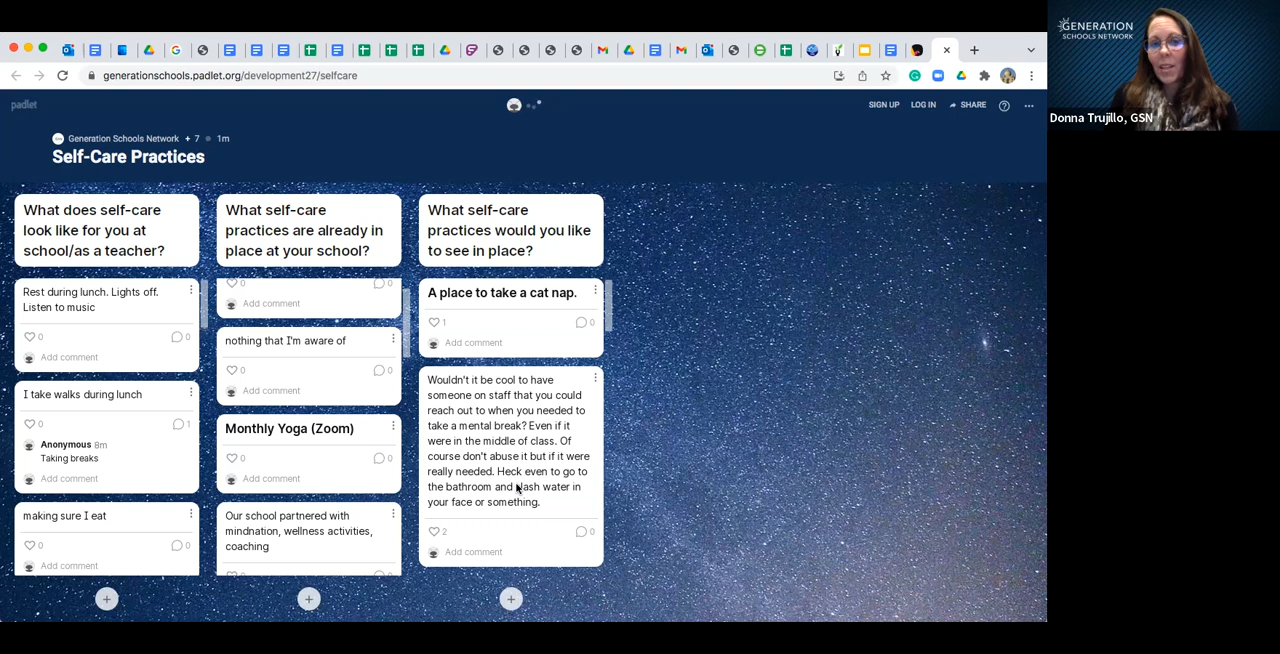 generationschools.padlet.org/development27/selfcare
padlet
SIGN UP
LOG IN
SHARE
Generation Schools Network + 7 1m
Self-Care Practices
What does self-care
look like for you at
school/as a teacher?
Rest during lunch. Lights off.
Listen to music
0
0
Add comment
I take walks during lunch
0
1
Anonymous 8m
Taking breaks
Add comment
making sure I eat
0
0
Add comment
What self-care
practices are already in
place at your school?
0
0
Add comment
nothing that I'm aware of
0
0
Add comment
Monthly Yoga (Zoom)
0
0
Add comment
Our school partnered with
mindnation, wellness activities,
coaching
What self-care
practices would you like
to see in place?
A place to take a cat nap.
1
0
Add comment
Wouldn't it be cool to have
someone on staff that you could
reach out to when you needed to
take a mental break? Even if it
were in the middle of class. Of
course don't abuse it but if it were
really needed. Heck even to go to
the bathroom and water in
your face or something.
2
0
Add comment
GENERATION
SCHOOLS NETWORK
Donna Trujillo, GSN